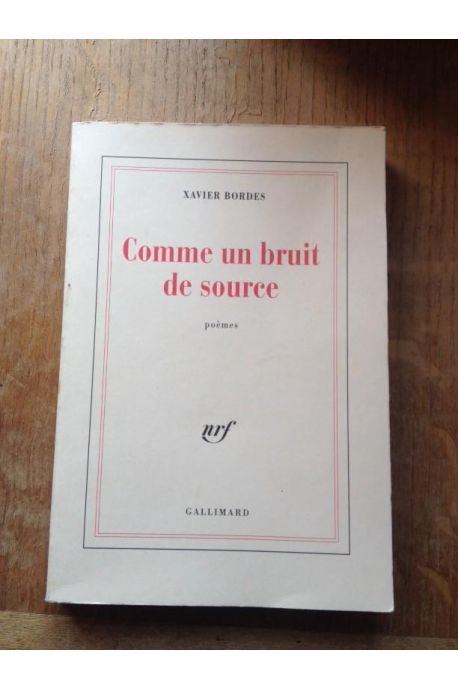 XAVIER BORDES
Comme un bruit
de source
poèmes
nrf
GALLIMARD